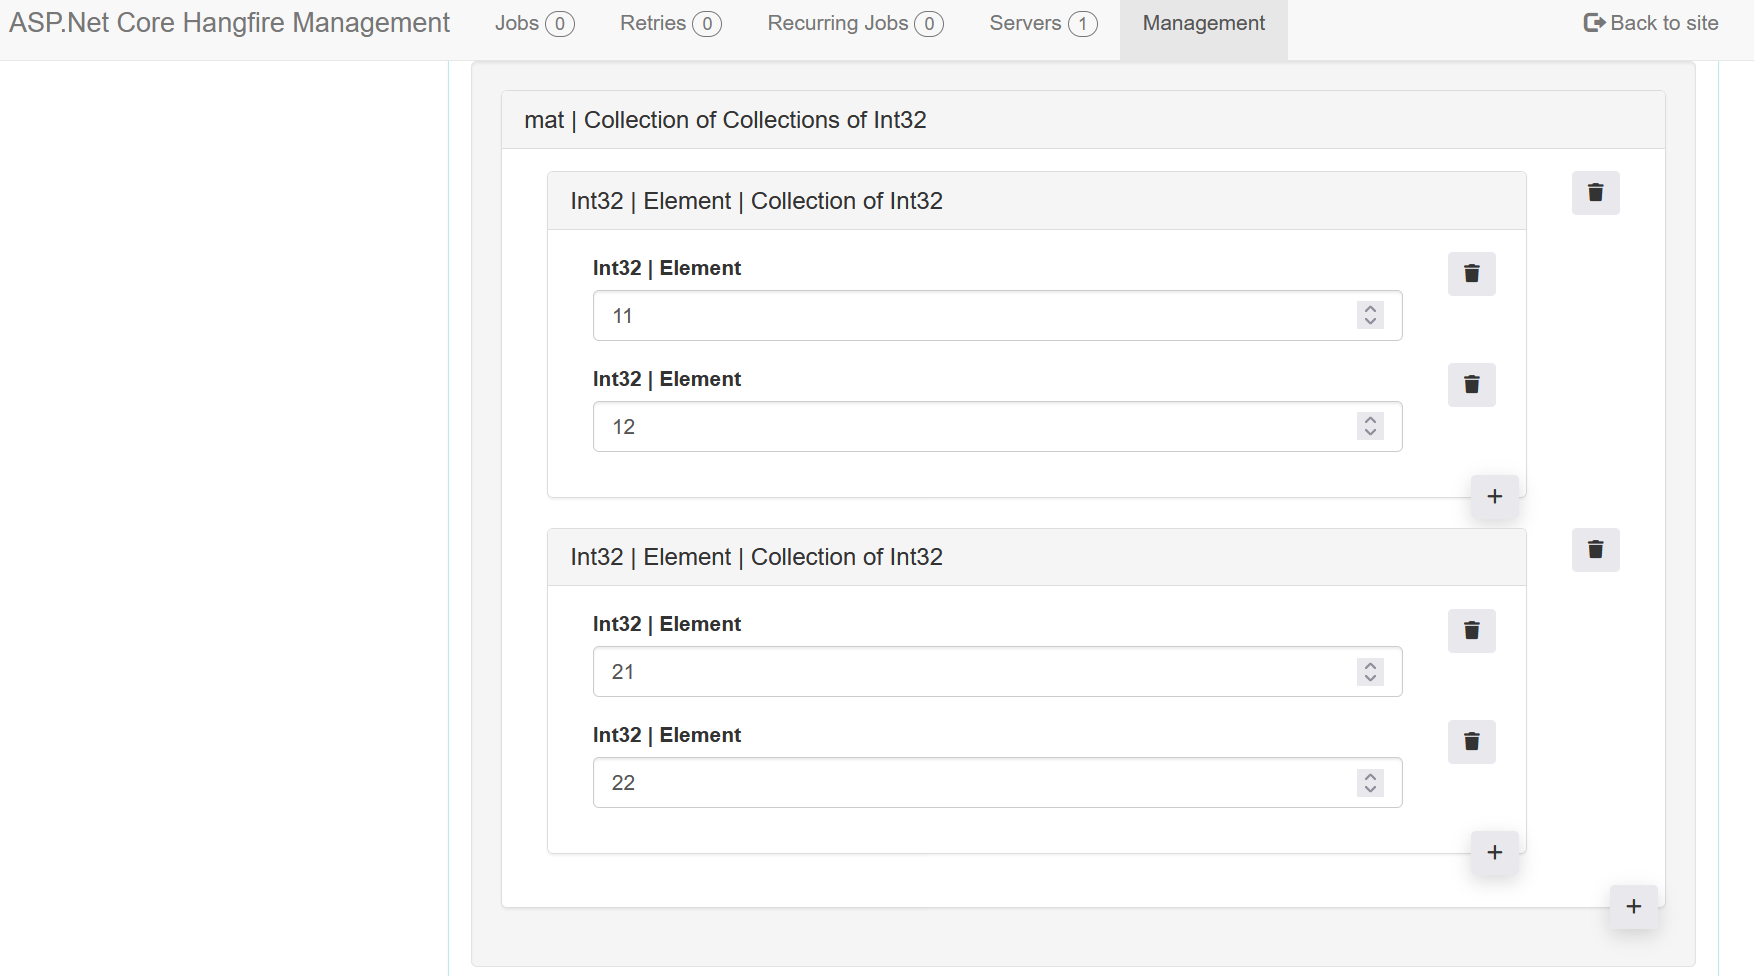 ASP.Net Core Hangfire Management Jobs 0 Retries 0 Recurring Jobs 0 Servers 1 Management Back to site
mat | Collection of Collections of Int32
Int32 | Element | Collection of Int32
Int32 | Element
11
Int32 | Element
12
+
Int32 | Element | Collection of Int32
Int32 | Element
21
Int32 | Element
22
+
+